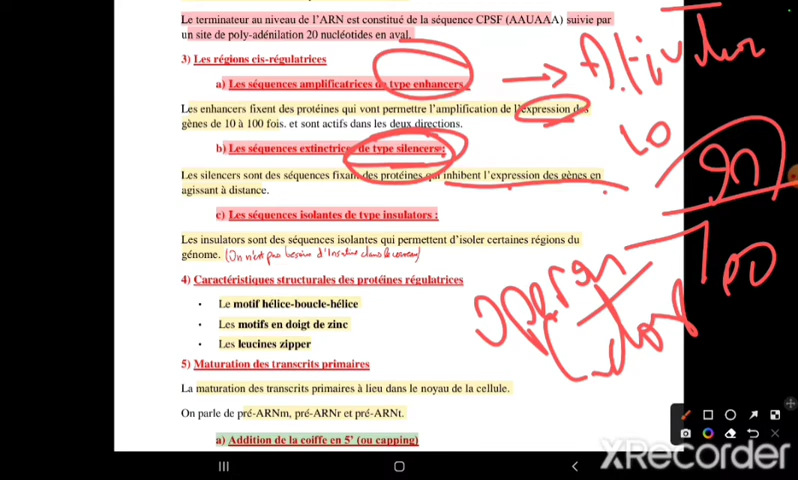 Le terminateur au niveau de l'ARN est constitué de la séquence CPSF (AAUAAA) suivie par
un site de poly-adénilation 20 nucléotides en aval.
3) Les régions cis-régulatrices
a) Les séquences amplificatrices de type enhancers
Les enhancers fixent des protéines qui vont permettre l'amplification de l'expression des
gènes de 10 à 100 fois. et sont actifs dans les deux directions.
b) Les séquences extinctrices de type silencers :
Les silencers sont des séquences fixant des protéines qui inhibent l'expression des gènes en
agissant à distance.
c) Les séquences isolantes de type insulators :
Les insulators sont des séquences isolantes qui permettent d'isoler certaines régions du
génome. (On n'est pas besoin d'Insuline dans le cerveau)
4) Caractéristiques structurales des protéines régulatrices
• Le motif hélice-boucle-hélice
• Les motifs en doigt de zinc
• Les leucines zipper
5) Maturation des transcrits primaires
La maturation des transcrits primaires à lieu dans le noyau de la cellule.
On parle de pré-ARNm, pré-ARNr et pré-ARNt.
a) Addition de la coiffe en 5' (ou capping)
10
XRecorder